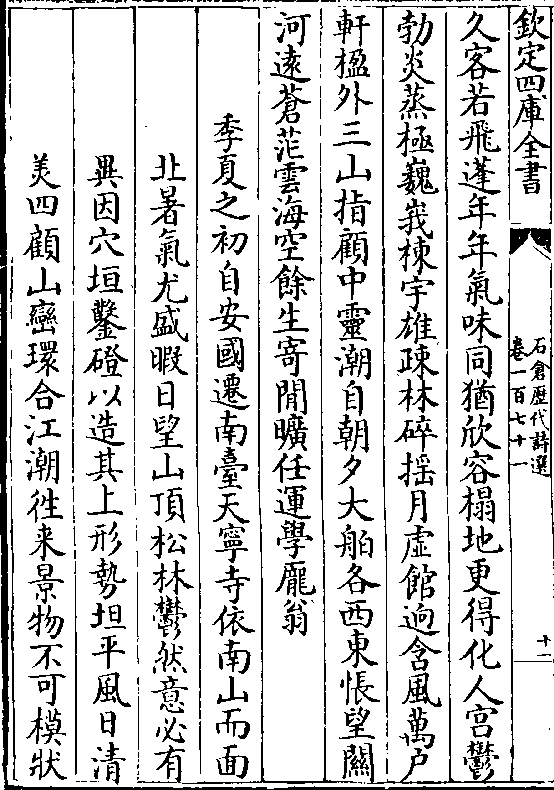 欽定四庫全書
石倉歴代詩選
卷一百七十一
十一
久客若飛蓬年年氣味同猶欣容榻地更得化人宮鬱
勃炎蒸極巍峩棟宇雄疎林碎揺月虚館逈含風萬户
軒楹外三山指顧中靈潮自朝夕大舶各西東悵望關
河逺蒼茫雲海空餘生寄閒曠任運學龎翁
季夏之初自安國遷南臺天寧寺依南山而面
北暑氣尤盛暇日望山頂松林鬱然意必有
異因穴垣鑿磴以造其上形勢坦平風日清
美四顧山巒環合江潮徃来景物不可模狀